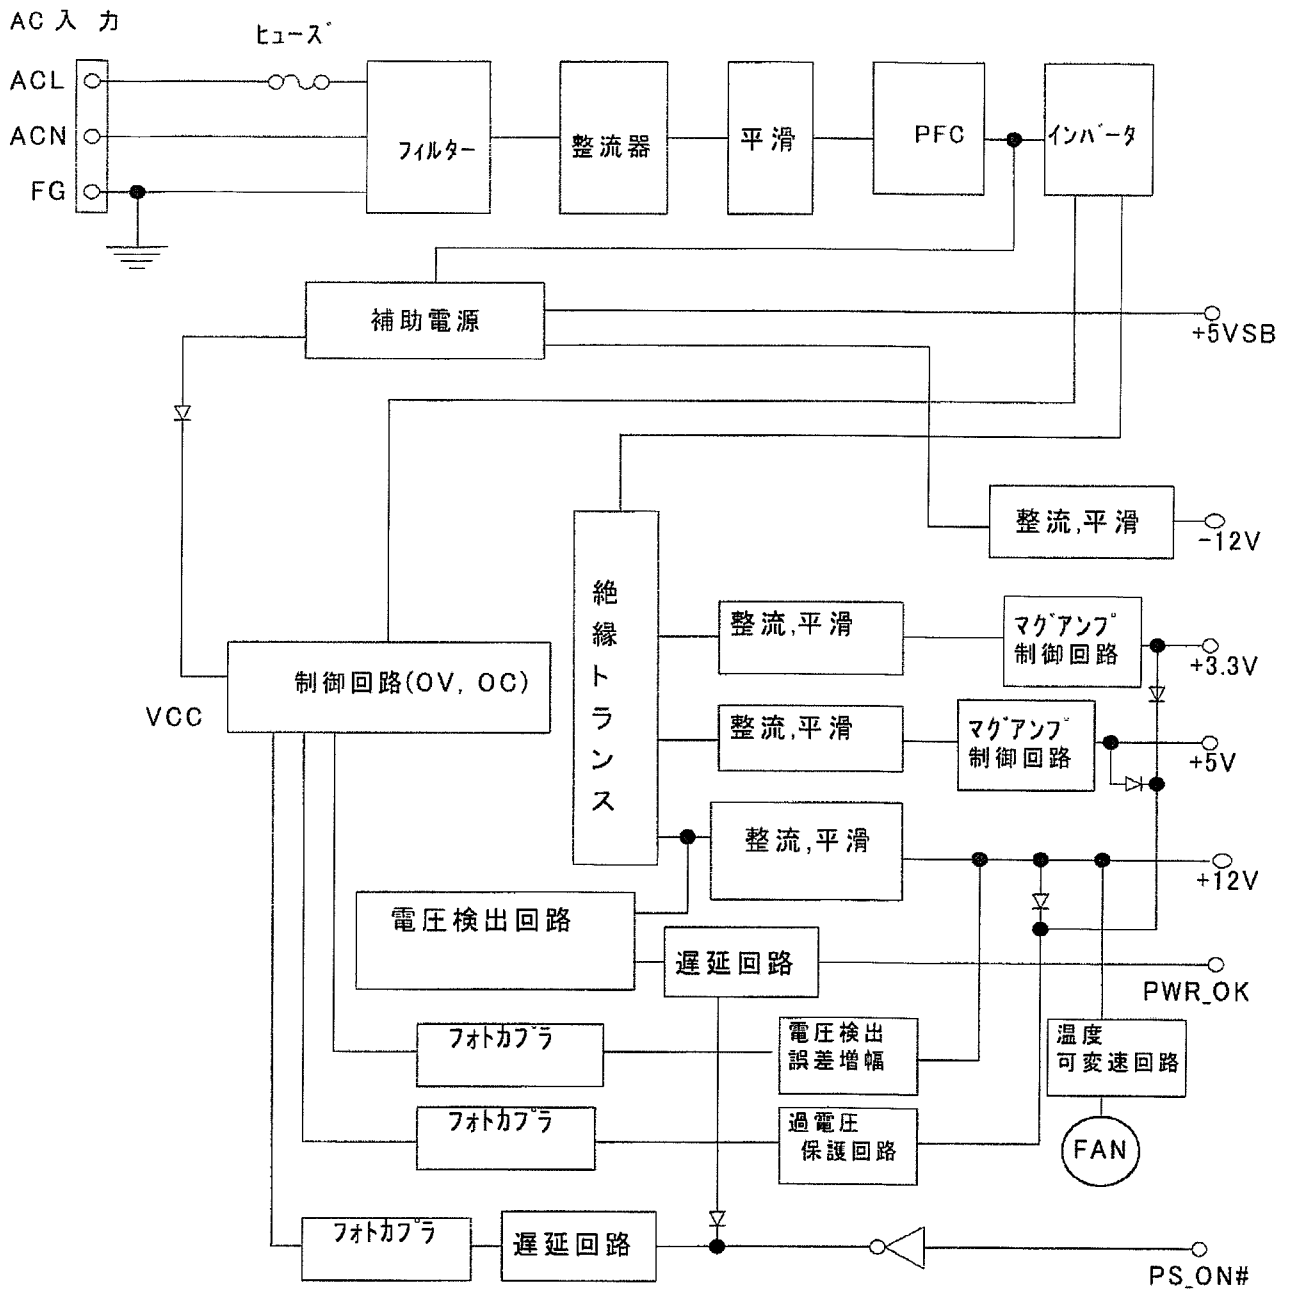 AC 入 力
ヒューズ
ACL
ACN
FG
フィルター
整流器
平滑
PFC
インバータ
補助電源
+5VSB
整流,平滑
-12V
絶縁トランス
整流,平滑
マグアンプ
制御回路
+3.3V
制御回路(OV, OC)
VCC
整流,平滑
マグアンプ
制御回路
+5V
整流,平滑
+12V
電圧検出回路
遅延回路
PWR_OK
フォトカプラ
電圧検出
誤差増幅
温度
可変速回路
フォトカプラ
過電圧
保護回路
FAN
フォトカプラ
遅延回路
PS_ON#